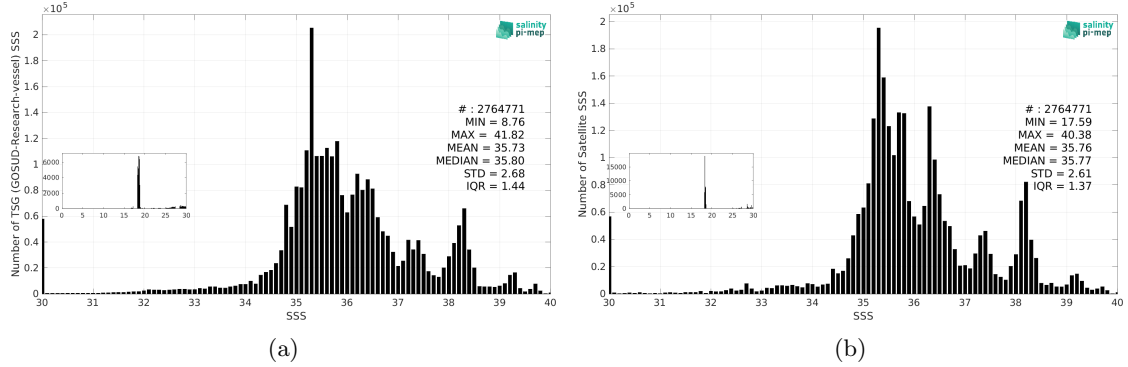 ×10⁵
2
1.8
1.6
1.4
1.2
1
0.8
0.6
0.4
0.2
0
Number of TSG (GOSUD-Research-vessel) SSS
salinity
pi-mep
# : 2764771
MIN = 8.76
MAX = 41.82
MEAN = 35.73
MEDIAN = 35.80
STD = 2.68
IQR = 1.44
6000
4000
2000
0
0 5 10 15 20 25 30
30 31 32 33 34 35 36 37 38 39 40
SSS
(a)
×10⁵
2
1.8
1.6
1.4
1.2
1
0.8
0.6
0.4
0.2
0
Number of Satellite SSS
salinity
pi-mep
# : 2764771
MIN = 17.59
MAX = 40.38
MEAN = 35.76
MEDIAN = 35.77
STD = 2.61
IQR = 1.37
15000
10000
5000
0
0 5 10 15 20 25 30
30 31 32 33 34 35 36 37 38 39 40
SSS
(b)